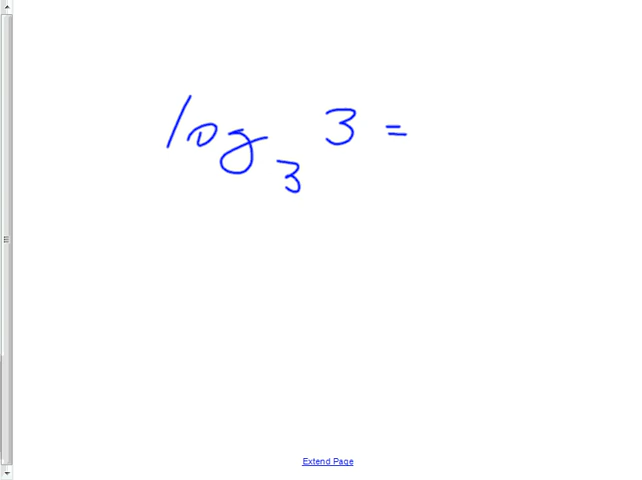 log₃ 3 =
Extend Page